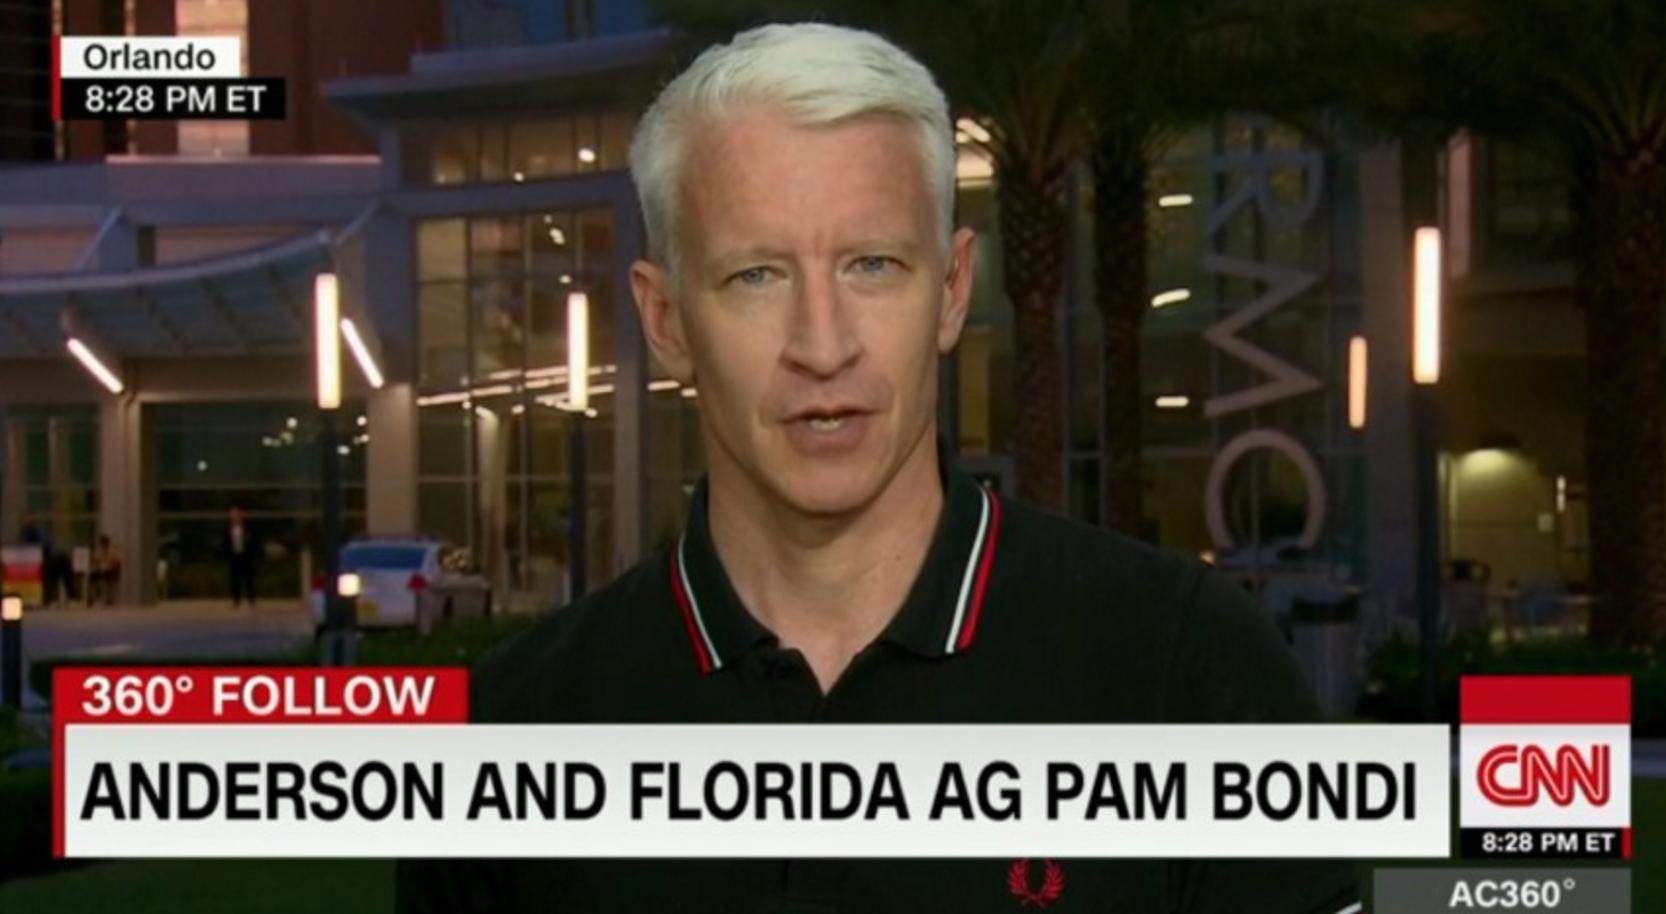 Orlando
8:28 PM ET
RMC
360° FOLLOW
ANDERSON AND FLORIDA AG PAM BONDI
CNN
8:28 PM ET
AC360°